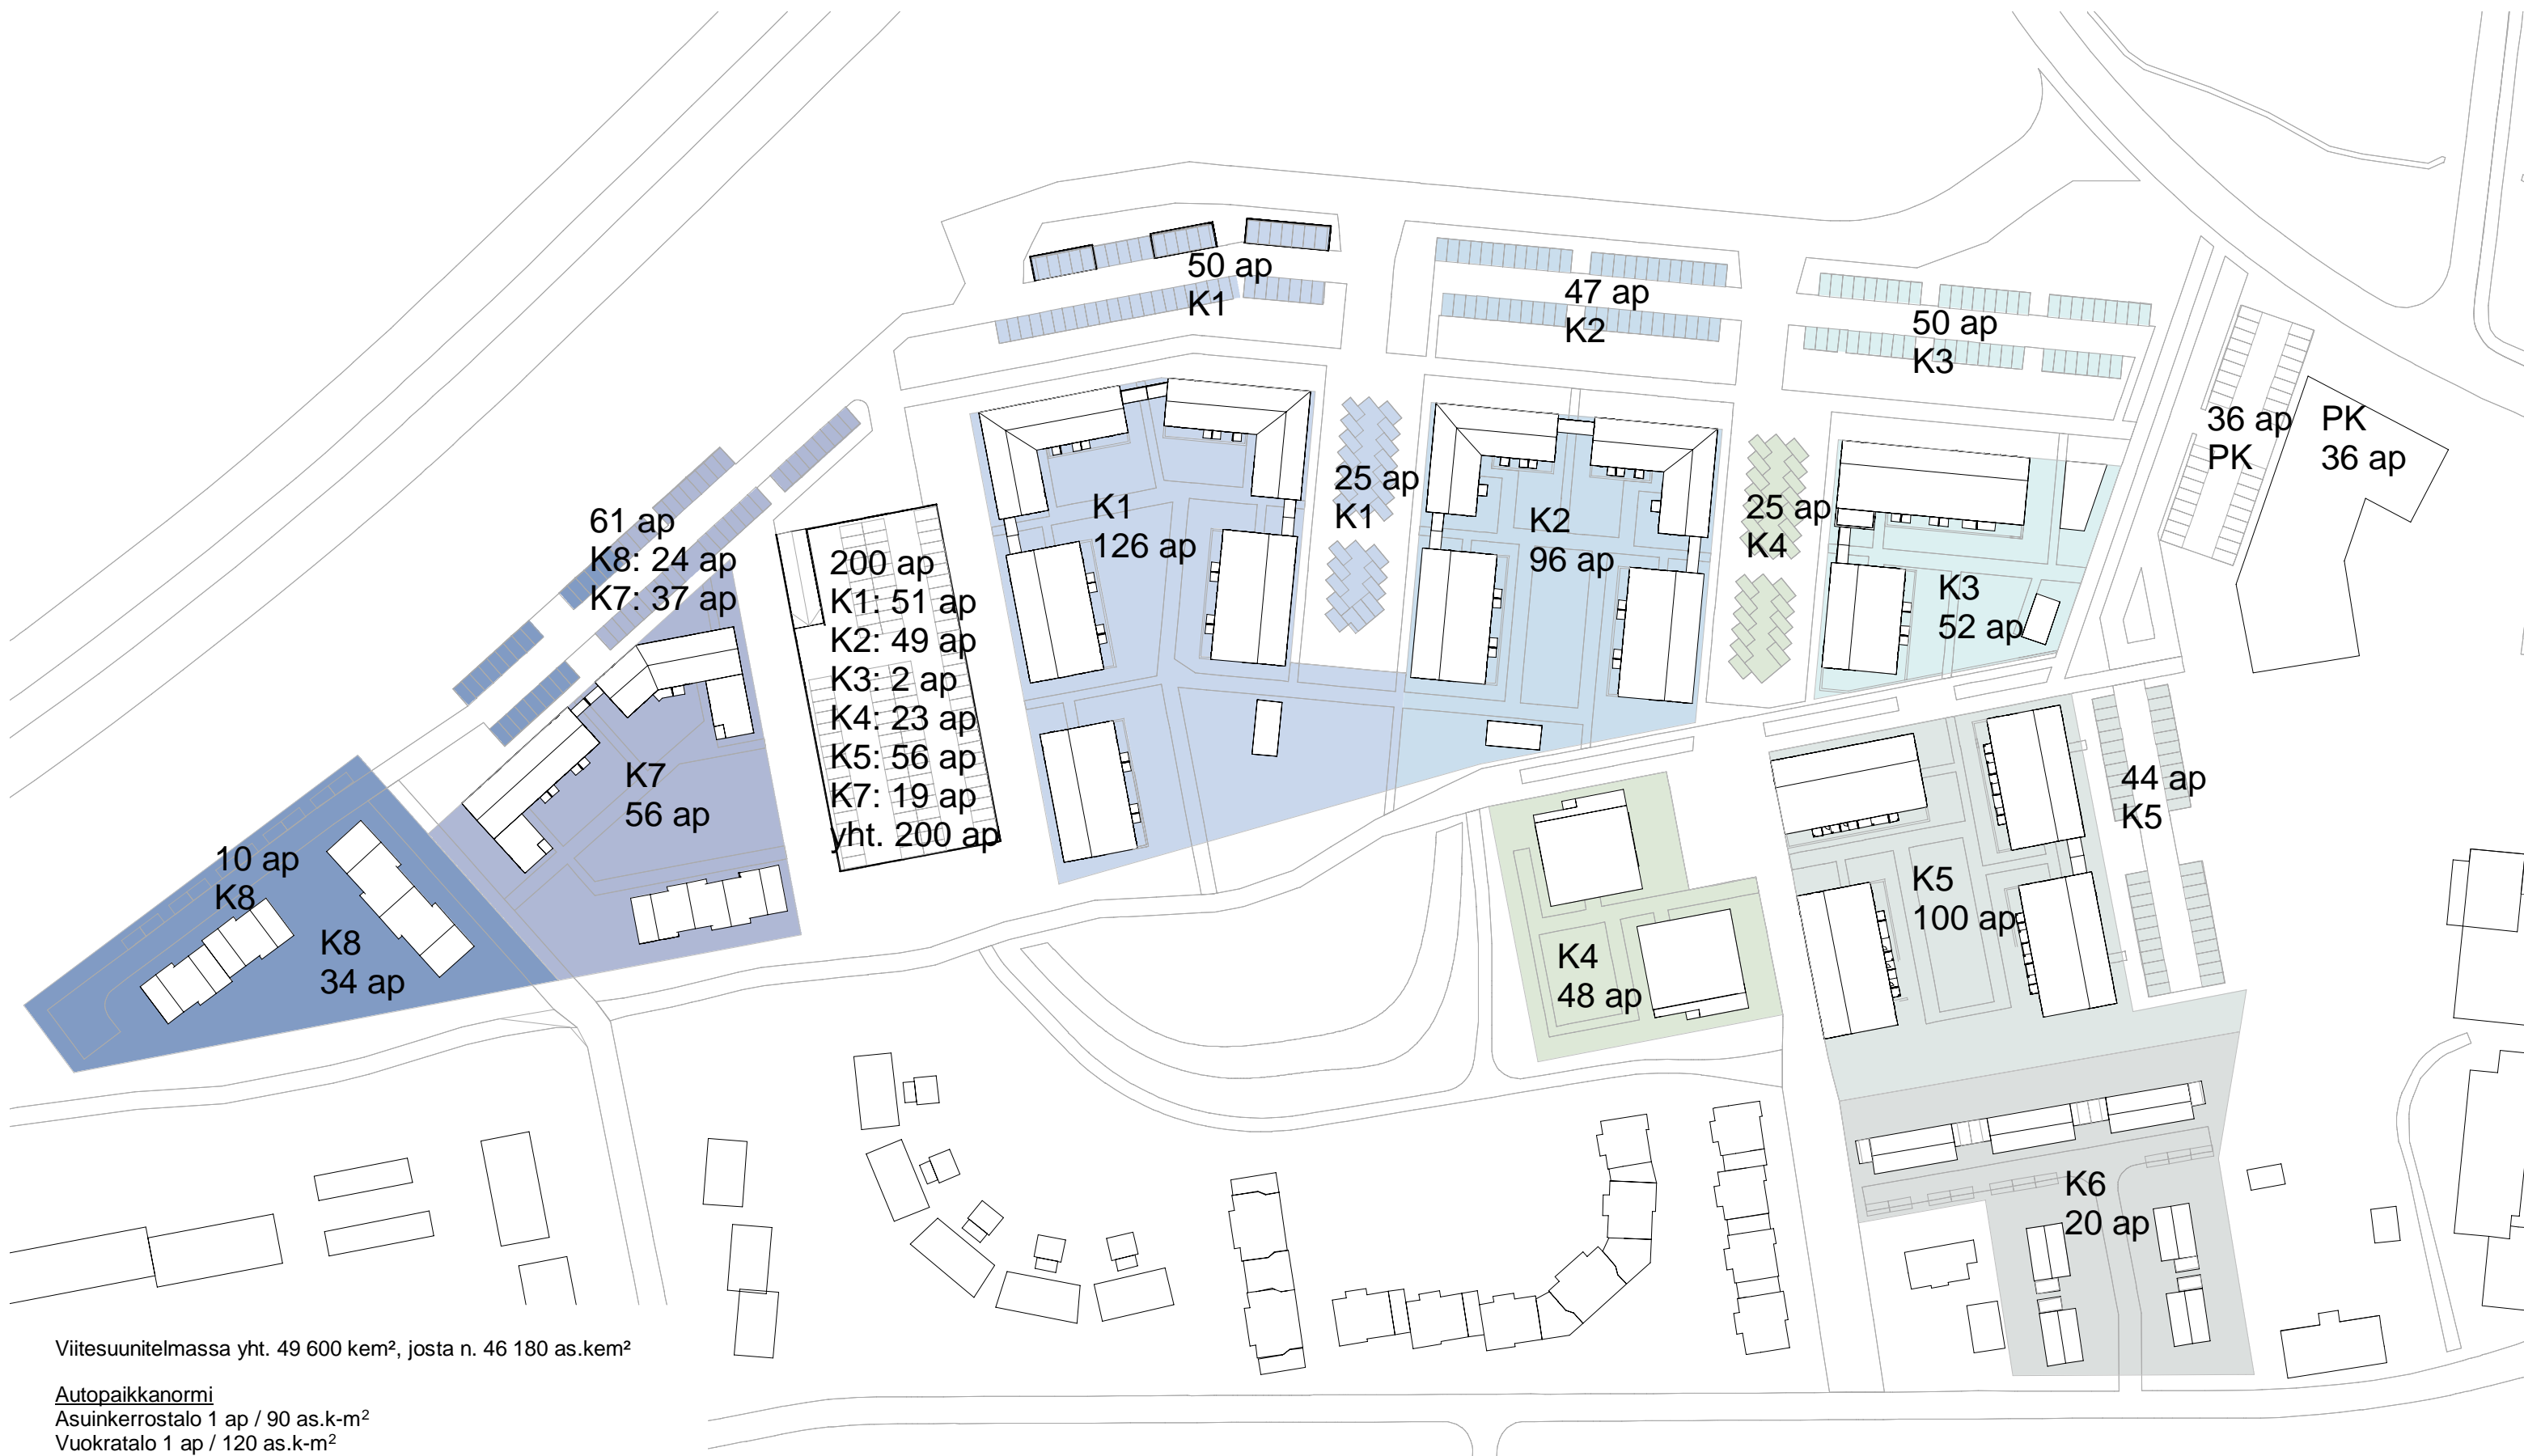 50 ap
K1
47 ap
K2
50 ap
K3
36 ap
PK
PK
36 ap
25 ap
K1
25 ap
K4
K1
126 ap
K2
96 ap
K3
52 ap
61 ap
K8: 24 ap
K7: 37 ap
200 ap
K1: 51 ap
K2: 49 ap
K3: 2 ap
K4: 23 ap
K5: 56 ap
K7: 19 ap
yht. 200 ap
K7
56 ap
44 ap
K5
10 ap
K8
K8
34 ap
K5
100 ap
K4
48 ap
K6
20 ap
Viitesuunitelmassa yht. 49 600 kem², josta n. 46 180 as.kem²
Autopaikkanormi
Asuinkerrostalo 1 ap / 90 as.k-m²
Vuokratalo 1 ap / 120 as.k-m²